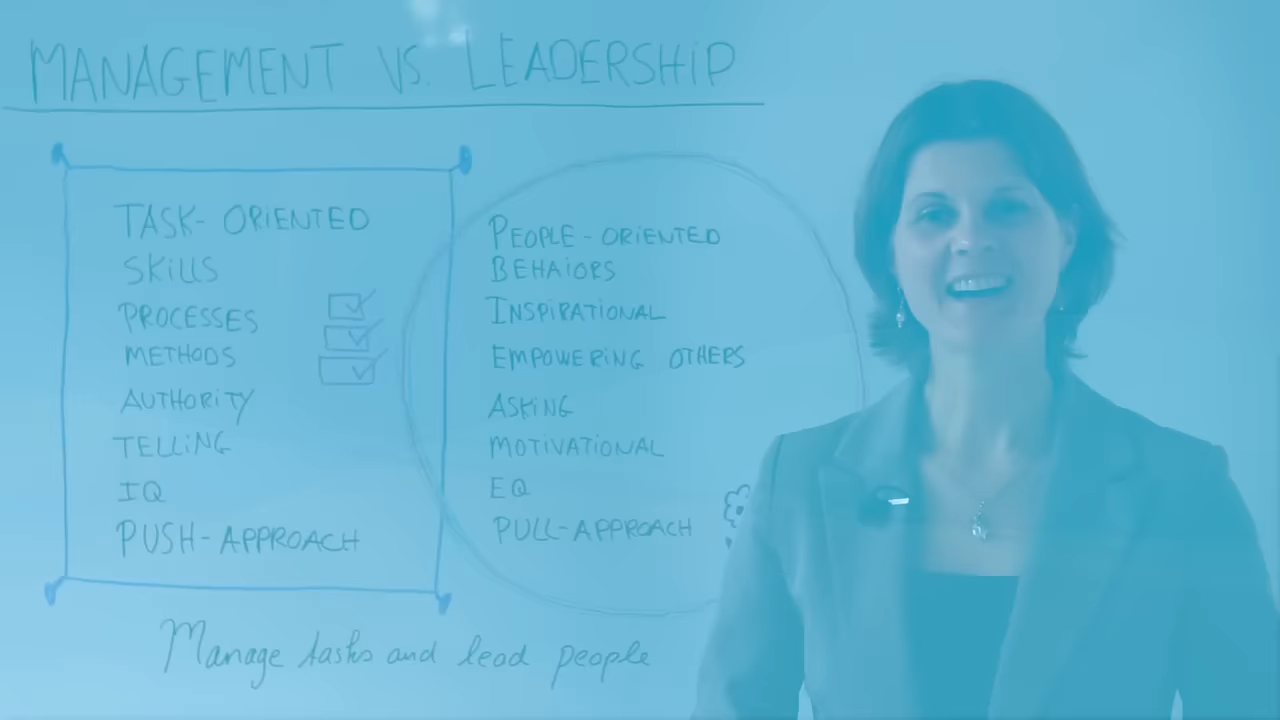 MANAGEMENT VS. LEADERSHIP
TASK-ORIENTED
SKILLS
PROCESSES
METHODS
AUTHORITY
TELLING
IQ
PUSH-APPROACH
PEOPLE-ORIENTED
BEHAIORS
INSPIRATIONAL
EMPOWERING OTHERS
ASKING
MOTIVATIONAL
EQ
PULL-APPROACH
Manage tasks and lead people